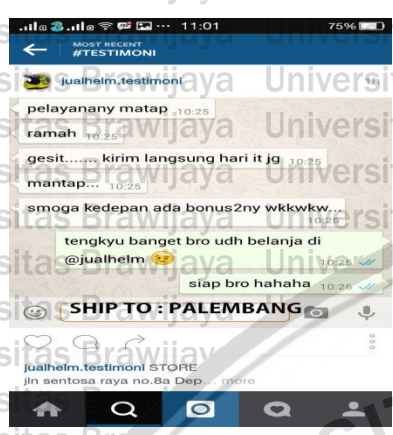 11:01
75%
MOST RECENT
#TESTIMONI
jualhelm.testimoni
1h
pelayanany matap 10:25
ramah 10:25
gesit....... kirim langsung hari it jg 10:25
mantap... 10:25
smoga kedepan ada bonus2ny wkkwkw... 10:25
tengkyu banget bro udh belanja di
@jualhelm 10:25
siap bro hahaha 10:26
SHIP TO : PALEMBANG
jualhelm.testimoni STORE
jln sentosa raya no.8a Dep... more